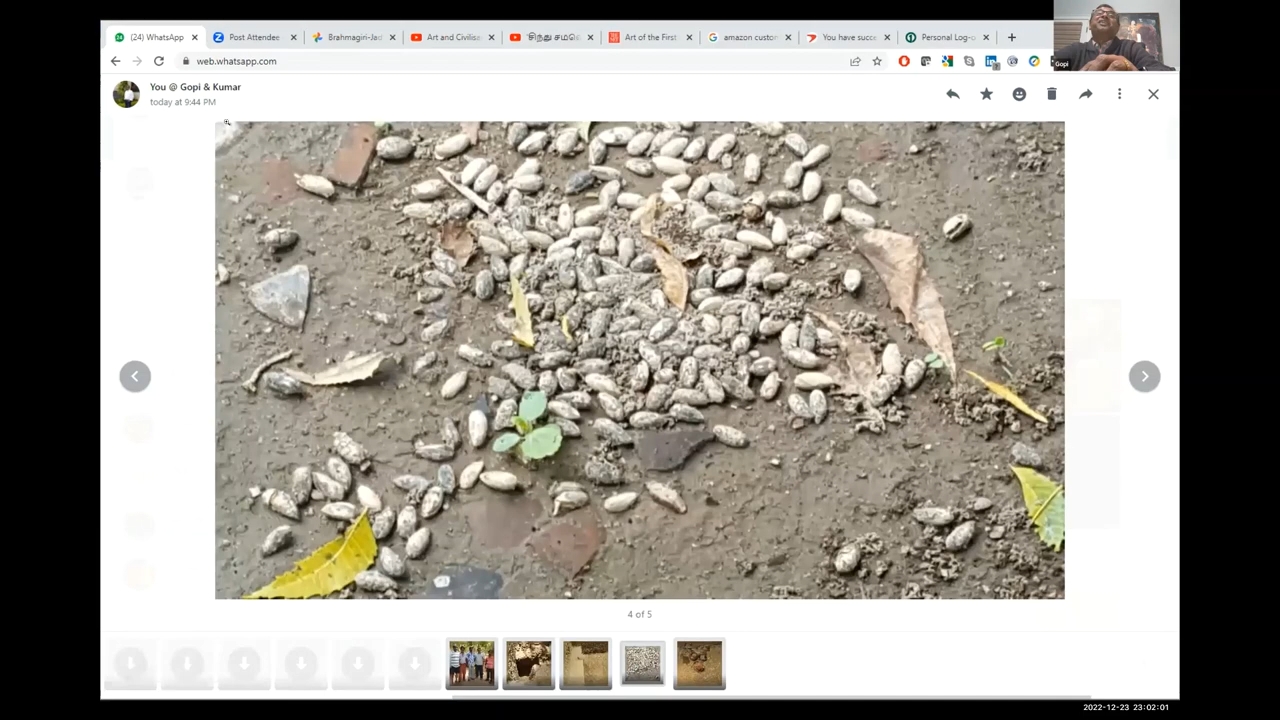 (24) WhatsApp
Post Attendee
Brahmagiri-Jad
Art and Civilisa
'சிந்து சமவெ
Art of the First
amazon custo
You have succ
Personal Log-
web.whatsapp.com
Gopi
You @ Gopi & Kumar
today at 9:44 PM
4 of 5
2022-12-23 23:02:01